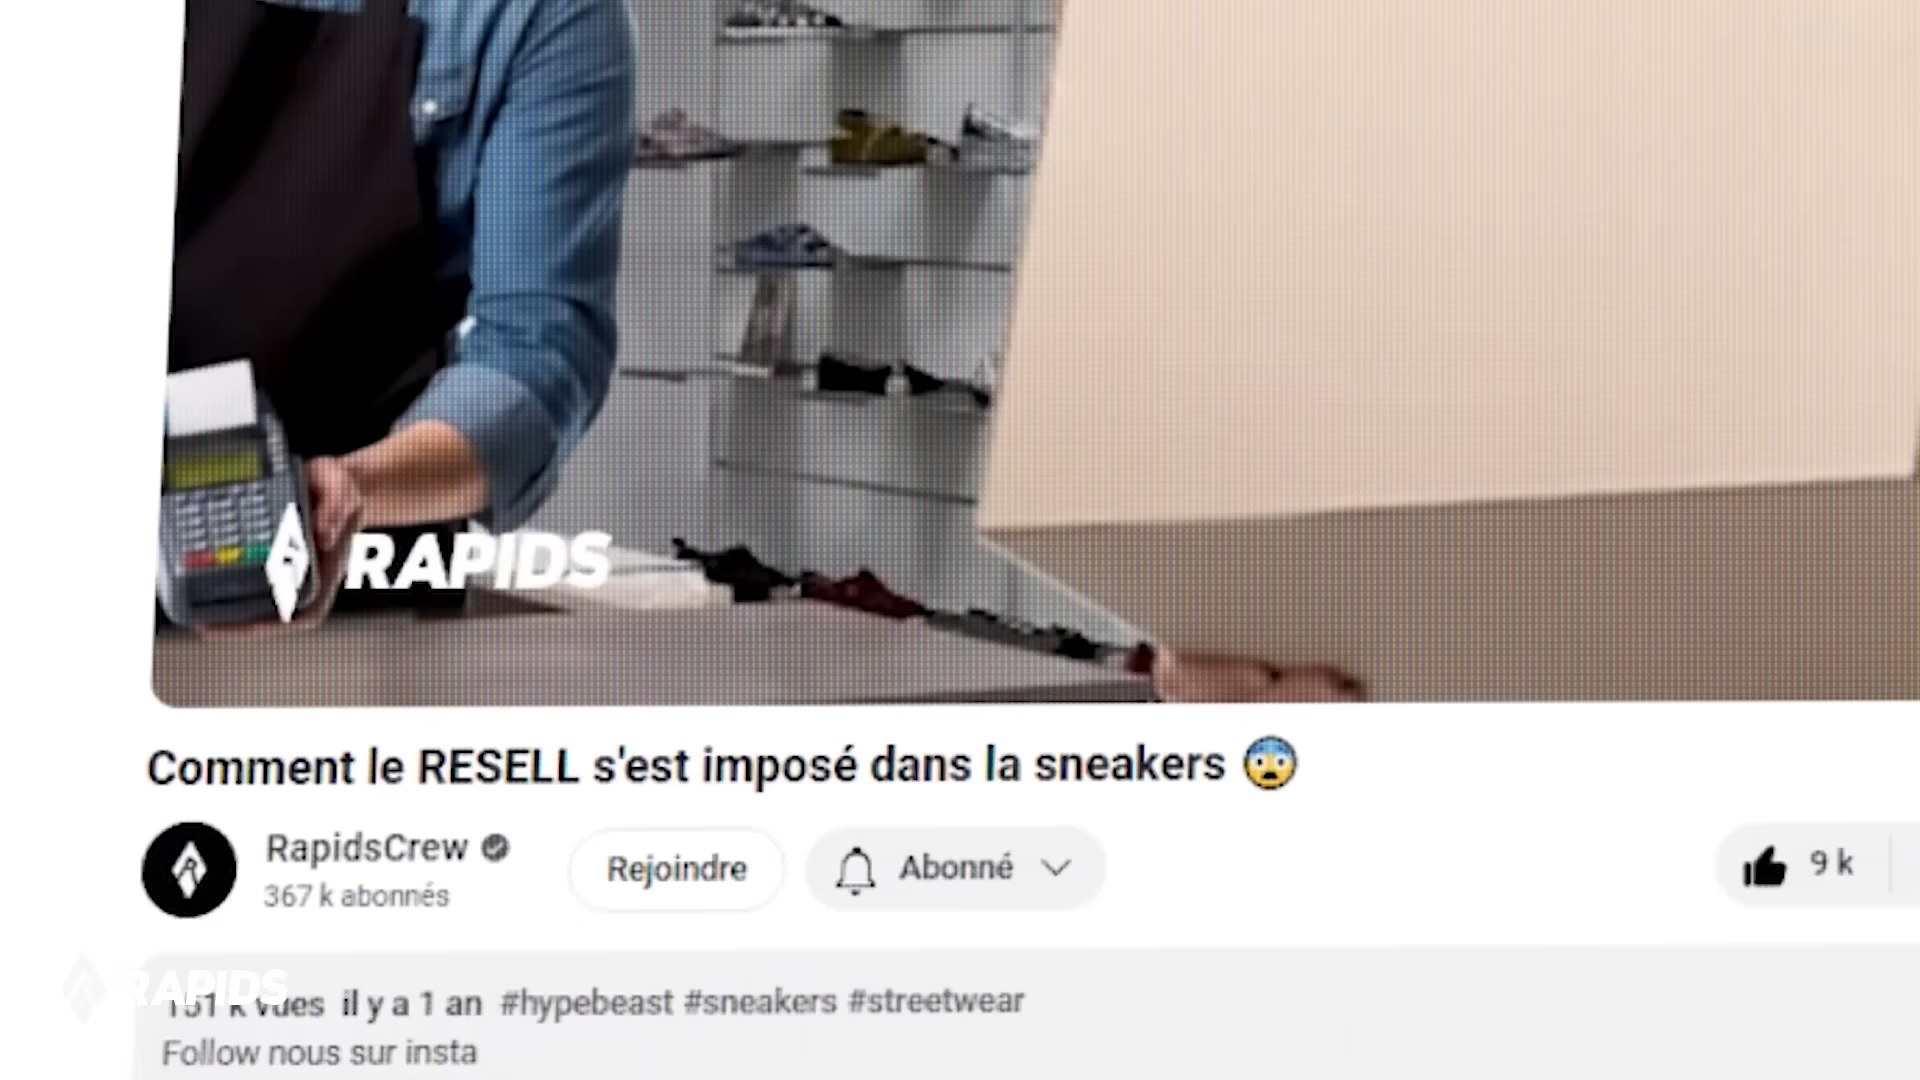 RAPIDS
Comment le RESELL s'est imposé dans la sneakers 😨
RapidsCrew
367 k abonnés
Rejoindre
Abonné
9 k
RAPIDS
151 k vues il y a 1 an #hypebeast #sneakers #streetwear
Follow nous sur insta